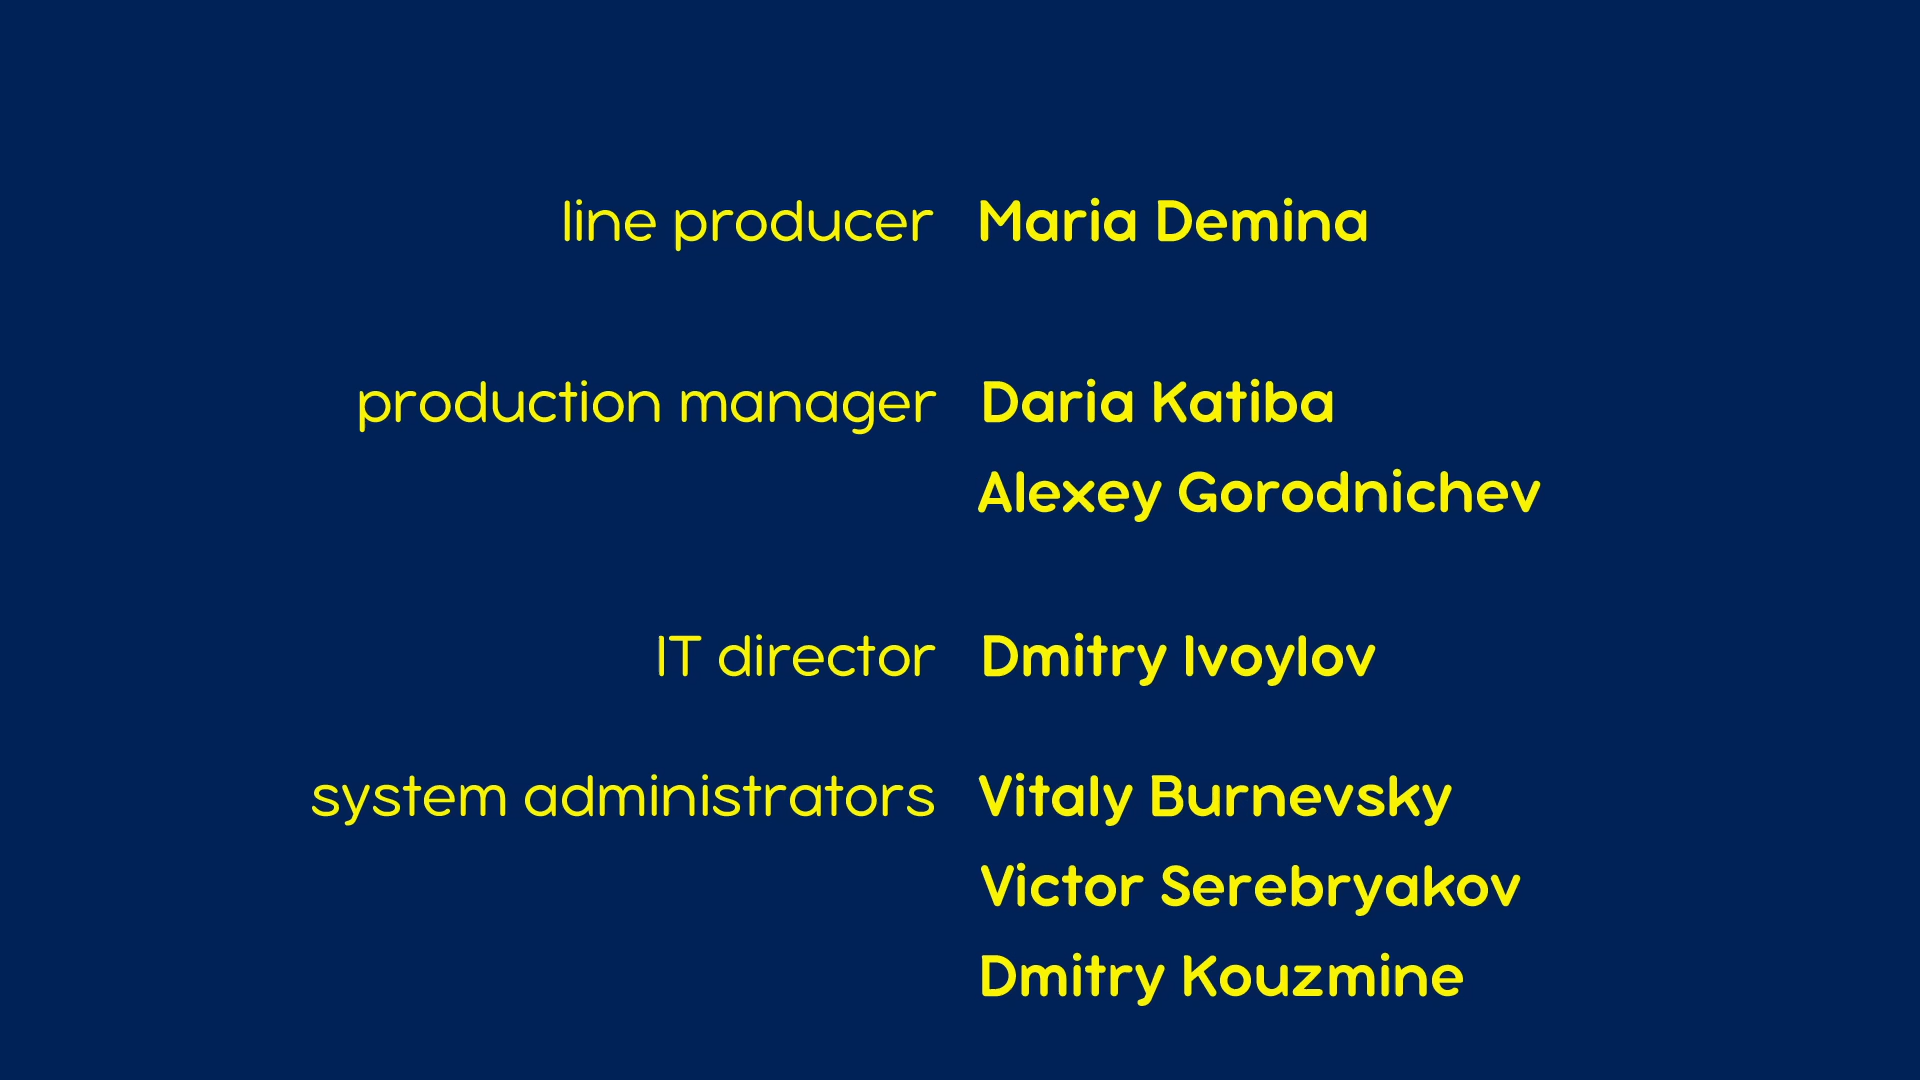 line producer Maria Demina
production manager Daria Katiba
Alexey Gorodnichev
IT director Dmitry Ivoylov
system administrators Vitaly Burnevsky
Victor Serebryakov
Dmitry Kouzmine